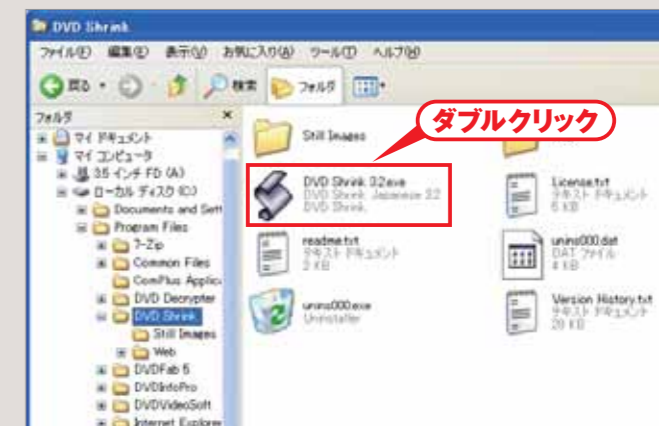 DVD Shrink
ファイル(F) 編集(E) 表示(V) お気に入り(A) ツール(T) ヘルプ(H)
戻る 検索 フォルダ
フォルダ ×
マイ ドキュメント
マイ コンピュータ
3.5 インチ FD (A)
ローカル ディスク (C)
Documents and Sett
Program Files
7-Zip
Common Files
ComPlus Applic
DVD Decrypter
DVD Shrink
Still Images
Web
DVDFab 5
DVDInfoPro
DVDVideoSoft
Internet Explorer
Still Images
ダブルクリック
DVD Shrink 3.2.exe
DVD Shrink Japanese 3.2
DVD Shrink
License.txt
テキスト ドキュメント
6 KB
readme.txt
テキスト ドキュメント
2 KB
unins000.dat
DAT ファイル
4 KB
unins000.exe
Uninstaller
Version History.txt
テキスト ドキュメント
20 KB